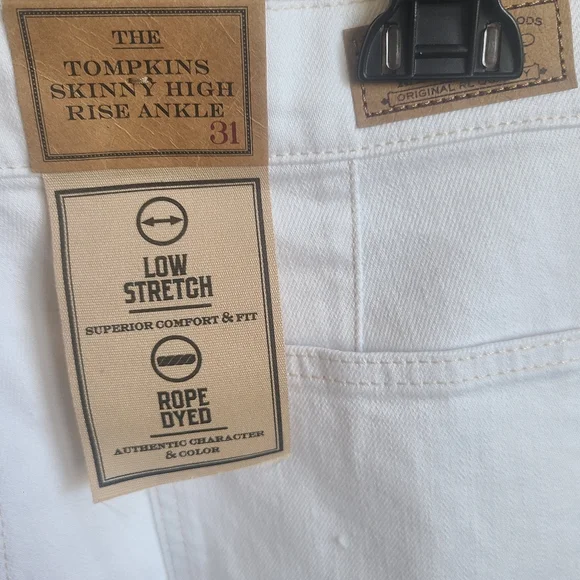 THE
TOMPKINS
SKINNY HIGH
RISE ANKLE
31
LOW
STRETCH
SUPERIOR COMFORT & FIT
ROPE
DYED
AUTHENTIC CHARACTER
& COLOR
ORIGINAL